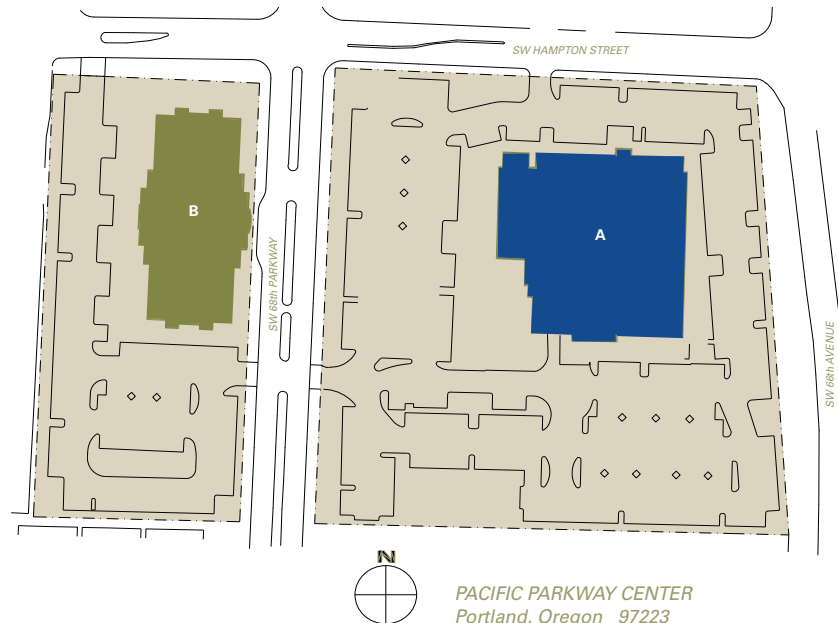 SW HAMPTON STREET
B
A
SW 68th PARKWAY
SW 66th AVENUE
N
PACIFIC PARKWAY CENTER
Portland, Oregon 97223